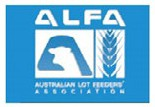 ALFA
AUSTRALIAN LOT FEEDERS'
ASSOCIATION